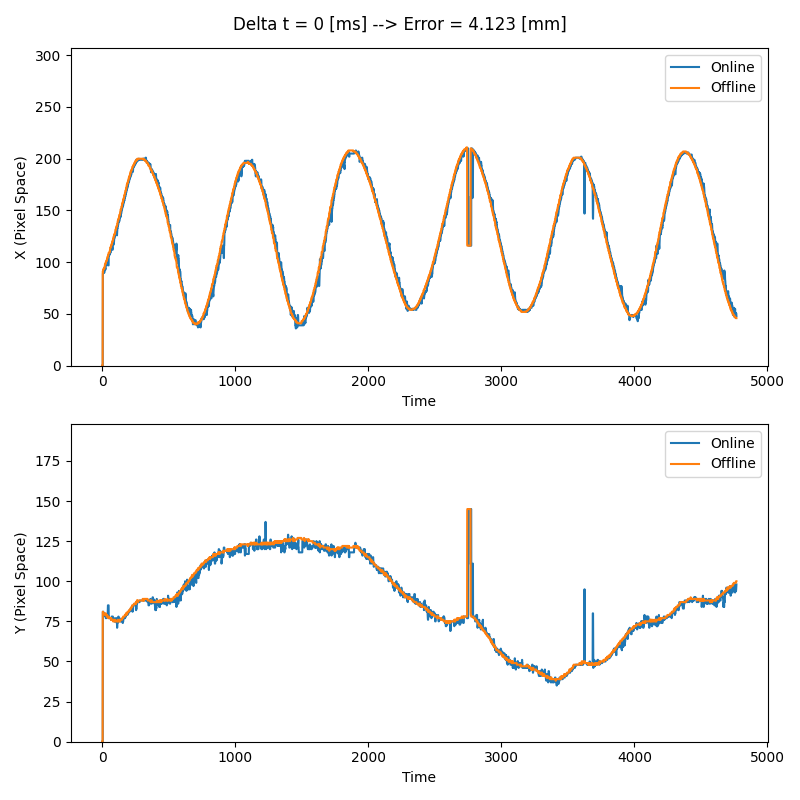 Delta t = 0 [ms] --> Error = 4.123 [mm]
300
250
200
150
100
50
0
X (Pixel Space)
Online
Offline
0 1000 2000 3000 4000 5000
Time
175
150
125
100
75
50
25
0
Y (Pixel Space)
Online
Offline
0 1000 2000 3000 4000 5000
Time